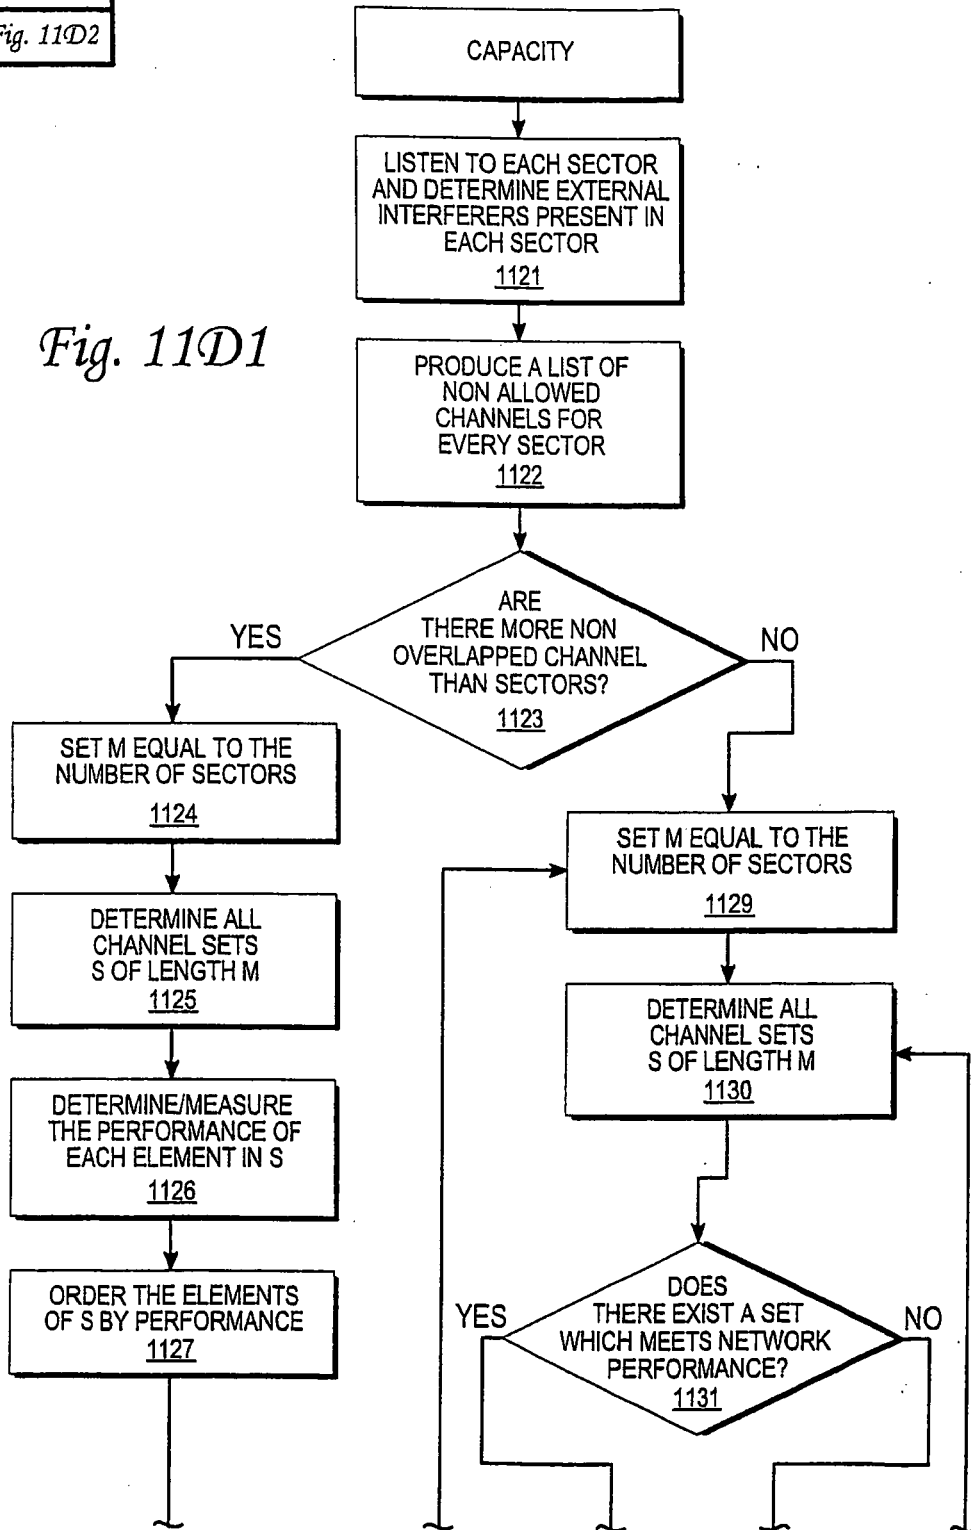 Fig. 11D2
CAPACITY
LISTEN TO EACH SECTOR
AND DETERMINE EXTERNAL
INTERFERERS PRESENT IN
EACH SECTOR
1121
Fig. 11D1
PRODUCE A LIST OF
NON ALLOWED
CHANNELS FOR
EVERY SECTOR
1122
ARE
THERE MORE NON
OVERLAPPED CHANNEL
THAN SECTORS?
1123
YES
NO
SET M EQUAL TO THE
NUMBER OF SECTORS
1124
DETERMINE ALL
CHANNEL SETS
S OF LENGTH M
1125
DETERMINE/MEASURE
THE PERFORMANCE OF
EACH ELEMENT IN S
1126
ORDER THE ELEMENTS
OF S BY PERFORMANCE
1127
SET M EQUAL TO THE
NUMBER OF SECTORS
1129
DETERMINE ALL
CHANNEL SETS
S OF LENGTH M
1130
DOES
THERE EXIST A SET
WHICH MEETS NETWORK
PERFORMANCE?
1131
YES
NO